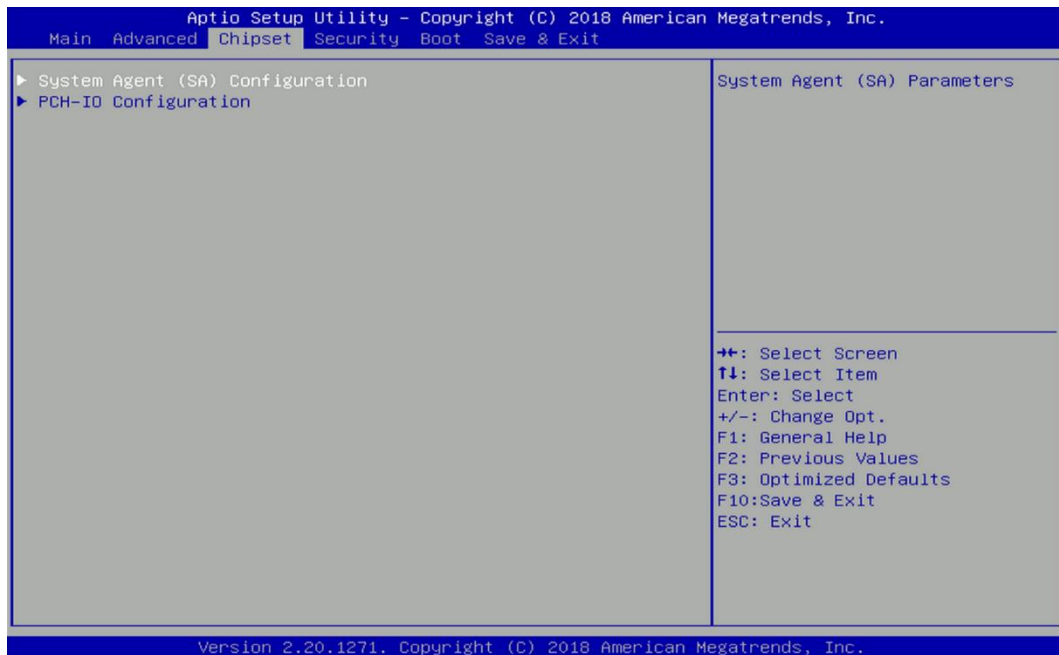 Aptio Setup Utility – Copyright (C) 2018 American Megatrends, Inc.
Main Advanced Chipset Security Boot Save & Exit
► System Agent (SA) Configuration
► PCH-IO Configuration
System Agent (SA) Parameters
→←: Select Screen
↑↓: Select Item
Enter: Select
+/-: Change Opt.
F1: General Help
F2: Previous Values
F3: Optimized Defaults
F10:Save & Exit
ESC: Exit
Version 2.20.1271. Copyright (C) 2018 American Megatrends, Inc.